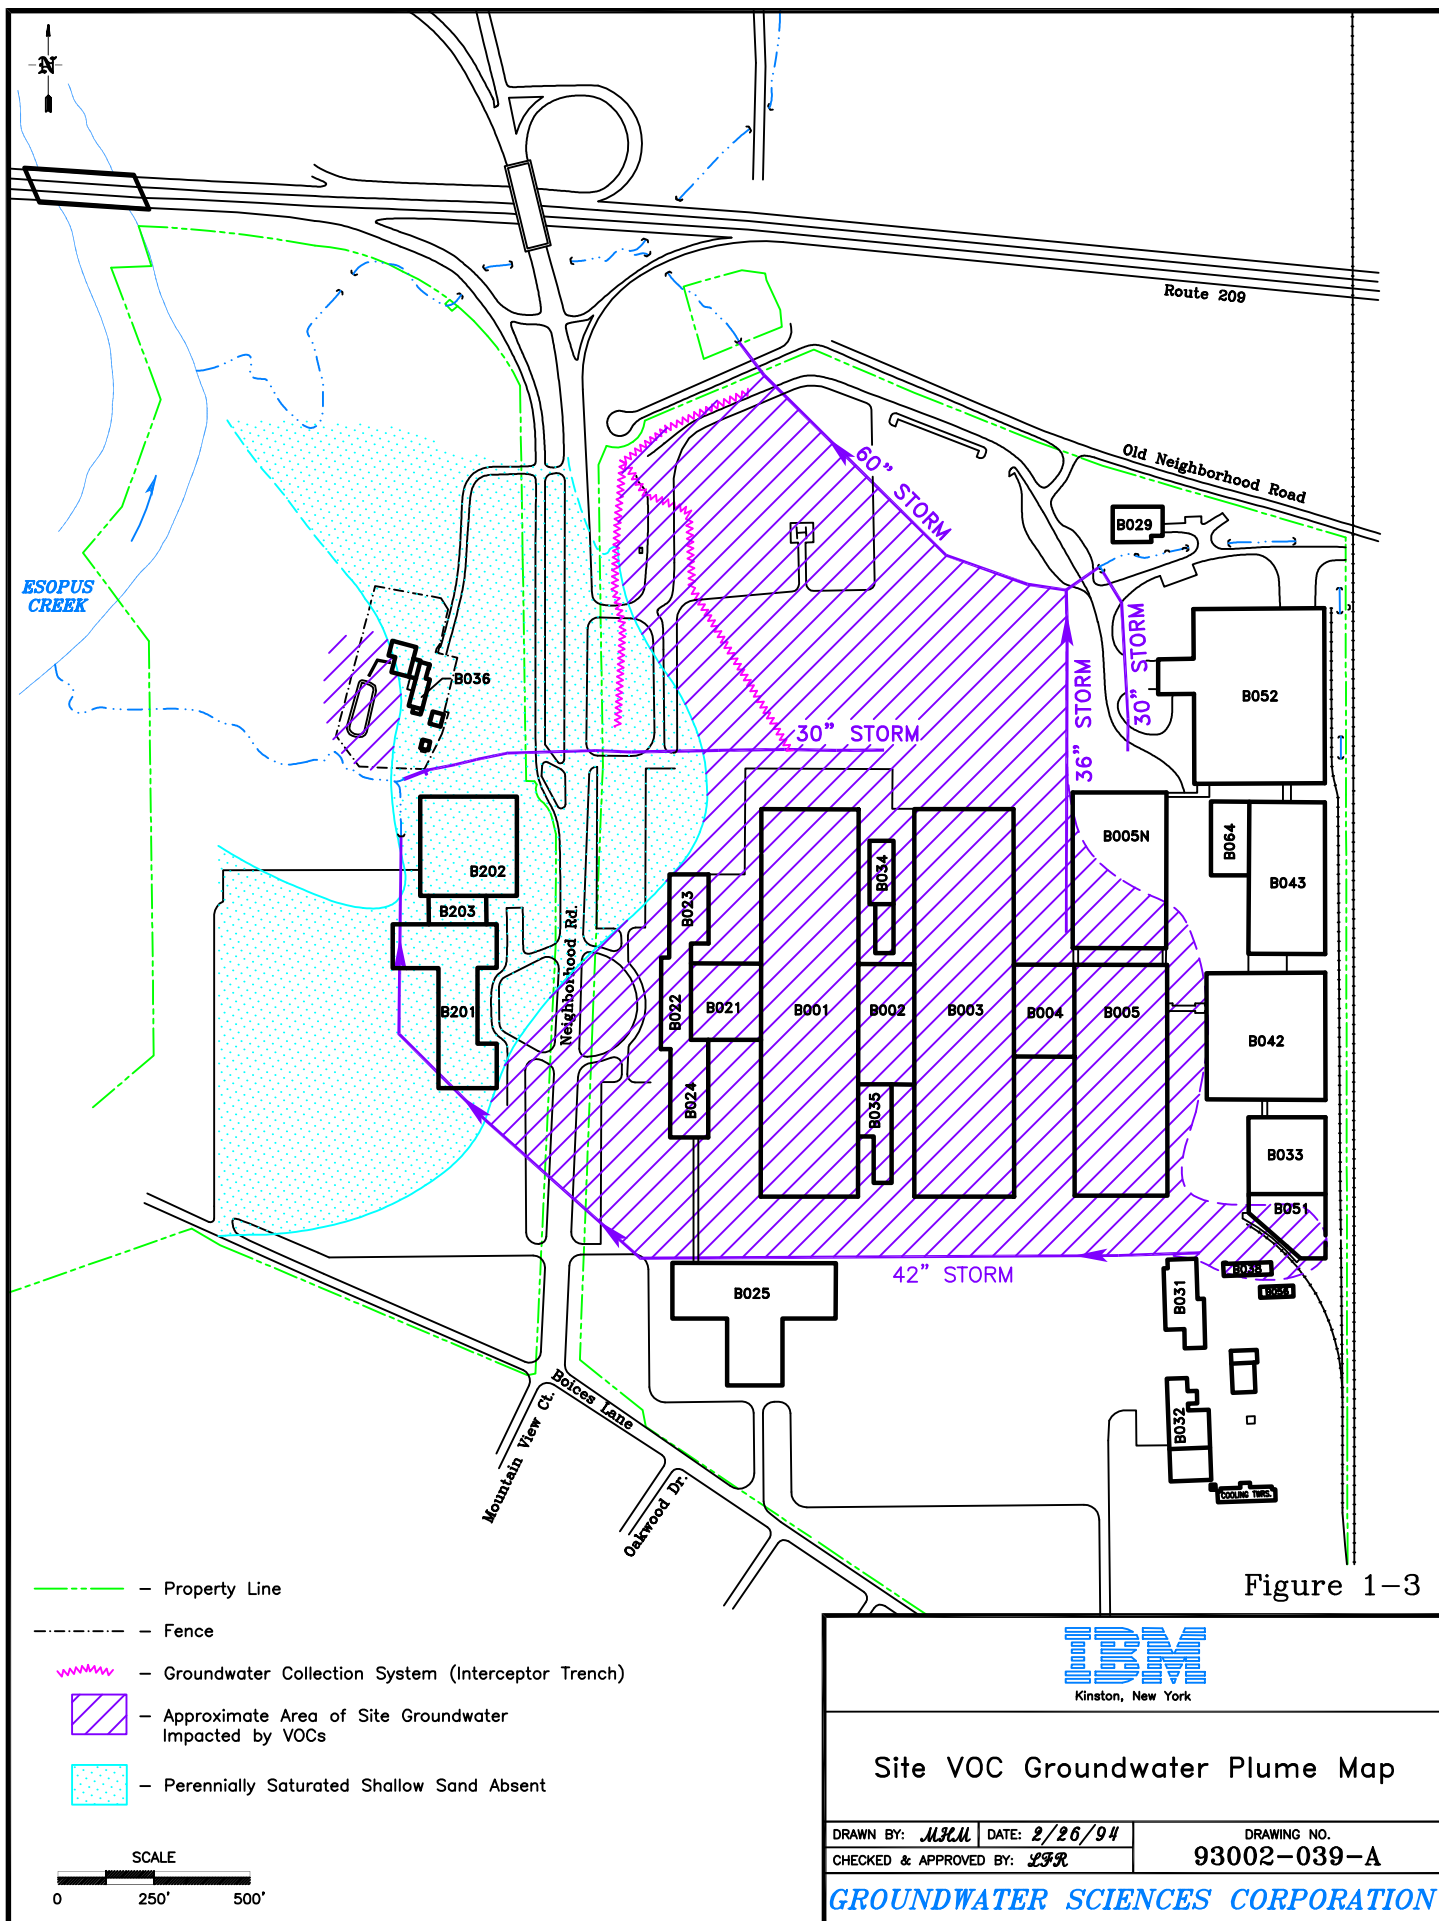 N
Route 209
Old Neighborhood Road
60" STORM
H
B029
ESOPUS
CREEK
B036
30" STORM
36" STORM
30" STORM
B052
B005N
B064
B043
B034
B023
B202
B203
B201
Neighborhood Rd.
B022
B021
B001
B002
B003
B004
B005
B042
B024
B035
B033
B051
42" STORM
B025
B031
B038
B032
COOLING TWRS.
Boices Lane
Mountain View Ct.
Oakwood Dr.
Figure 1-3
— Property Line
— Fence
— Groundwater Collection System (Interceptor Trench)
— Approximate Area of Site Groundwater
Impacted by VOCs
— Perennially Saturated Shallow Sand Absent
SCALE
0 250' 500'
IBM
Kinston, New York
Site VOC Groundwater Plume Map
DRAWN BY: MHM DATE: 2/26/94
CHECKED & APPROVED BY: LFR
DRAWING NO.
93002-039-A
GROUNDWATER SCIENCES CORPORATION